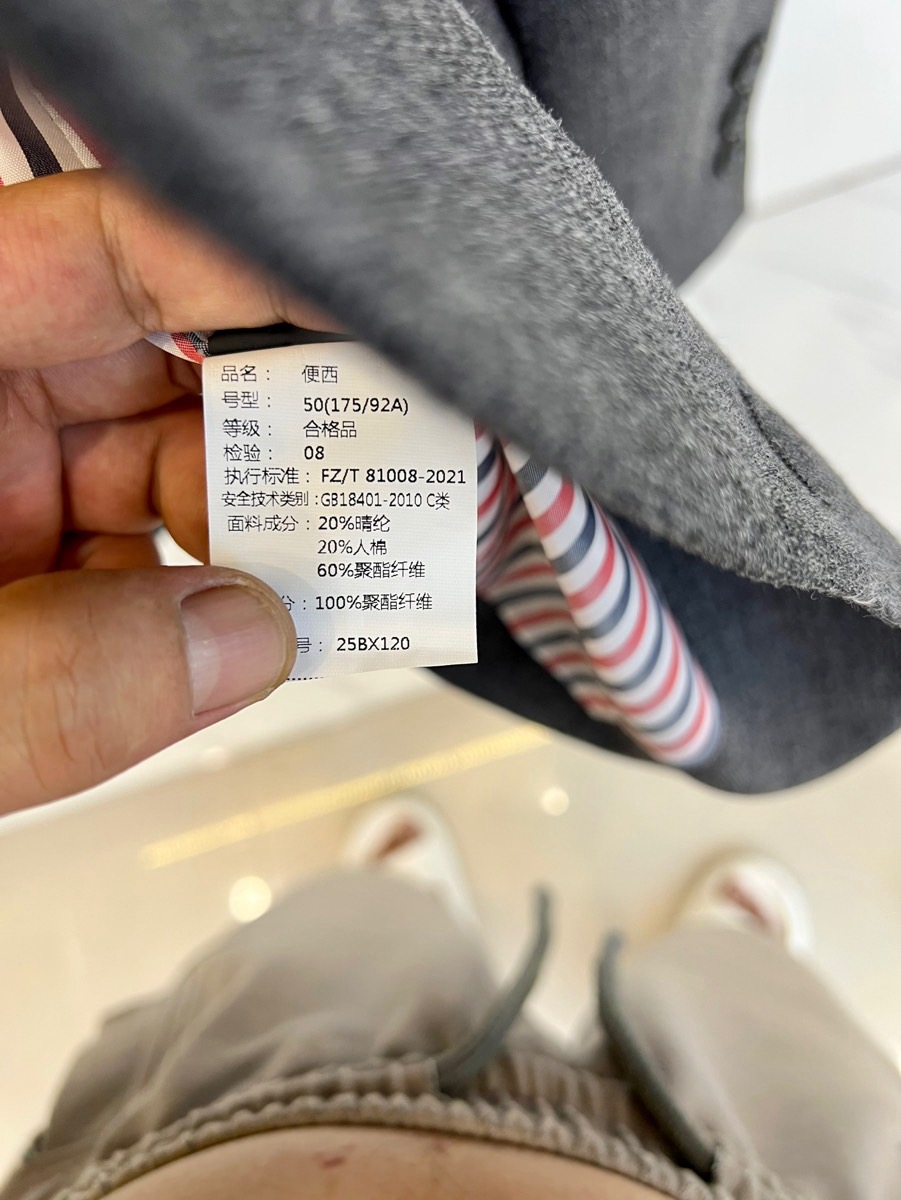 品名： 便西
号型： 50(175/92A)
等级： 合格品
检验： 08
执行标准：FZ/T 81008-2021
安全技术类别：GB18401-2010 C类
面料成分：20%晴纶
20%人棉
60%聚酯纤维
分：100%聚酯纤维
号： 25BX120